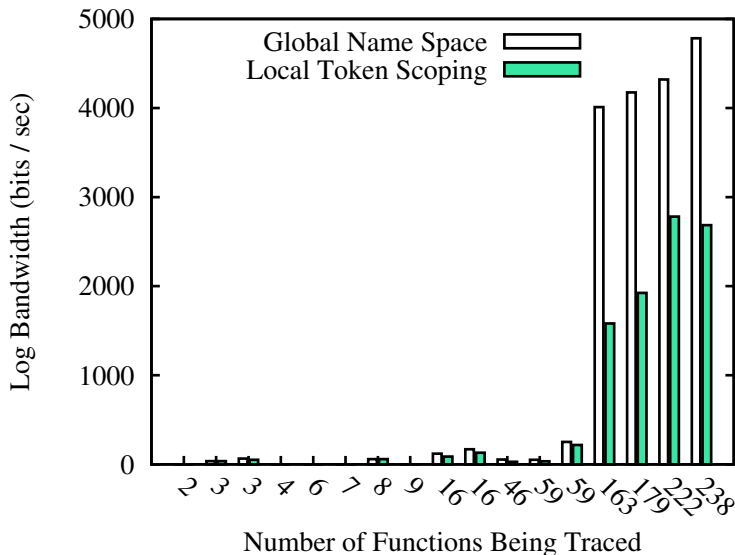 5000
Global Name Space
Local Token Scoping
4000
3000
2000
1000
0
Log Bandwidth (bits / sec)
2 3 3 4 6 7 8 9 16 16 46 59 59 163 179 222 238
Number of Functions Being Traced